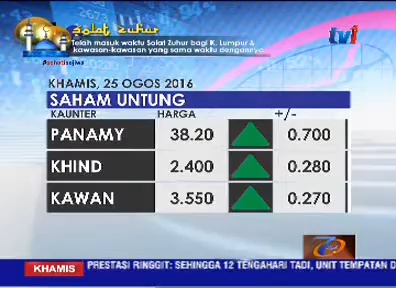 Solat Zuhur
Telah masuk waktu Solat Zuhur bagi K. Lumpur &
kawasan-kawasan yang sama waktu dengannya.
tv1
KHAMIS, 25 OGOS 2016
SAHAM UNTUNG
KAUNTER HARGA +/-
PANAMY 38.20 0.700
KHIND 2.400 0.280
KAWAN 3.550 0.270
KHAMIS PRESTASI RINGGIT: SEHINGGA 12 TENGAHARI TADI, UNIT TEMPATAN D